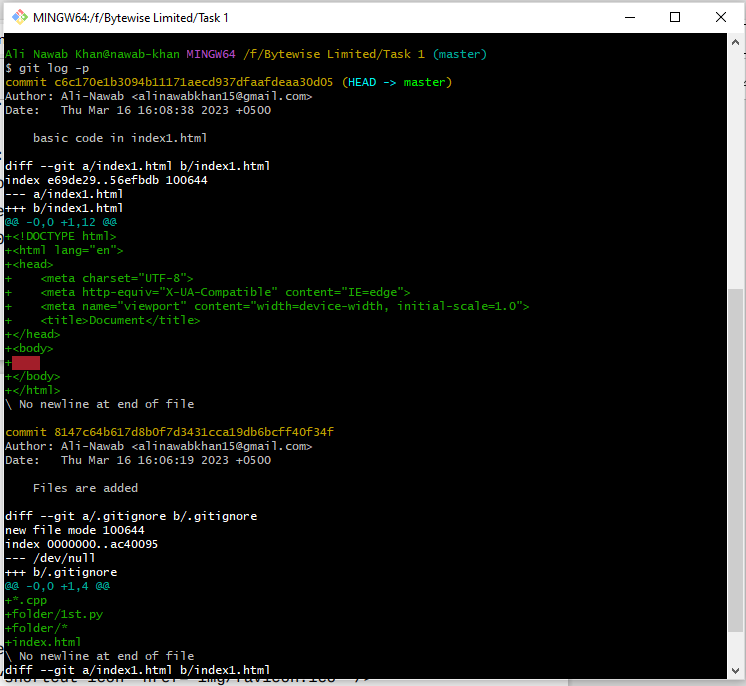 MINGW64:/f/Bytewise Limited/Task 1
Ali Nawab Khan@nawab-khan MINGW64 /f/Bytewise Limited/Task 1 (master)
$ git log -p
commit c6c170e1b3094b11171aecd937dfaafdeaa30d05 (HEAD -> master)
Author: Ali-Nawab <alinawabkhan15@gmail.com>
Date:   Thu Mar 16 16:08:38 2023 +0500
    basic code in index1.html
diff --git a/index1.html b/index1.html
index e69de29..56efbdb 100644
--- a/index1.html
+++ b/index1.html
@@ -0,0 +1,12 @@
+<!DOCTYPE html>
+<html lang="en">
+<head>
+    <meta charset="UTF-8">
+    <meta http-equiv="X-UA-Compatible" content="IE=edge">
+    <meta name="viewport" content="width=device-width, initial-scale=1.0">
+    <title>Document</title>
+</head>
+<body>
+
+</body>
+</html>
\ No newline at end of file
commit 8147c64b617d8b0f7d3431cca19db6bcff40f34f
Author: Ali-Nawab <alinawabkhan15@gmail.com>
Date:   Thu Mar 16 16:06:19 2023 +0500
    Files are added
diff --git a/.gitignore b/.gitignore
new file mode 100644
index 0000000..ac40095
--- /dev/null
+++ b/.gitignore
@@ -0,0 +1,4 @@
+*.cpp
+folder/1st.py
+folder/*
+index.html
\ No newline at end of file
diff --git a/index1.html b/index1.html